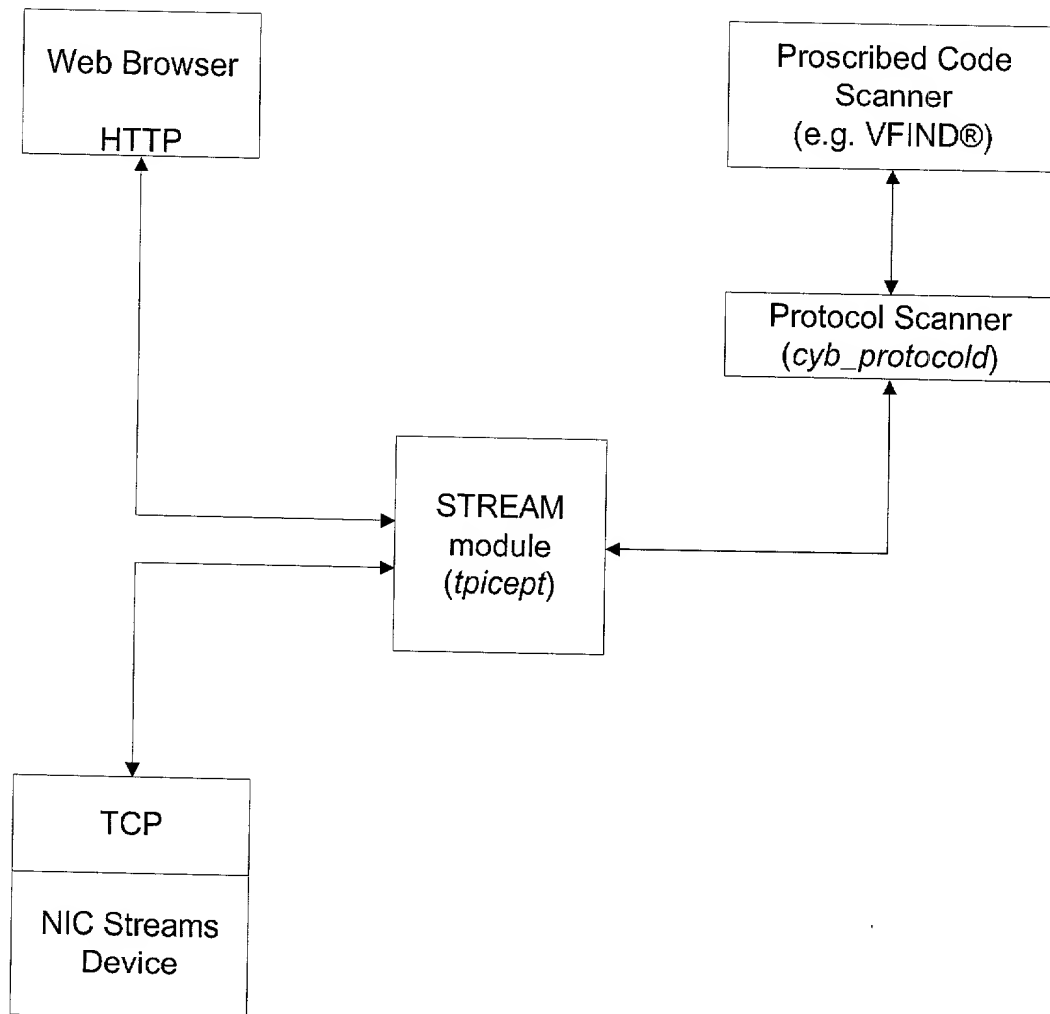 Web Browser
HTTP
Proscribed Code
Scanner
(e.g. VFIND®)
Protocol Scanner
(cyb_protocold)
STREAM
module
(tpicept)
TCP
NIC Streams
Device